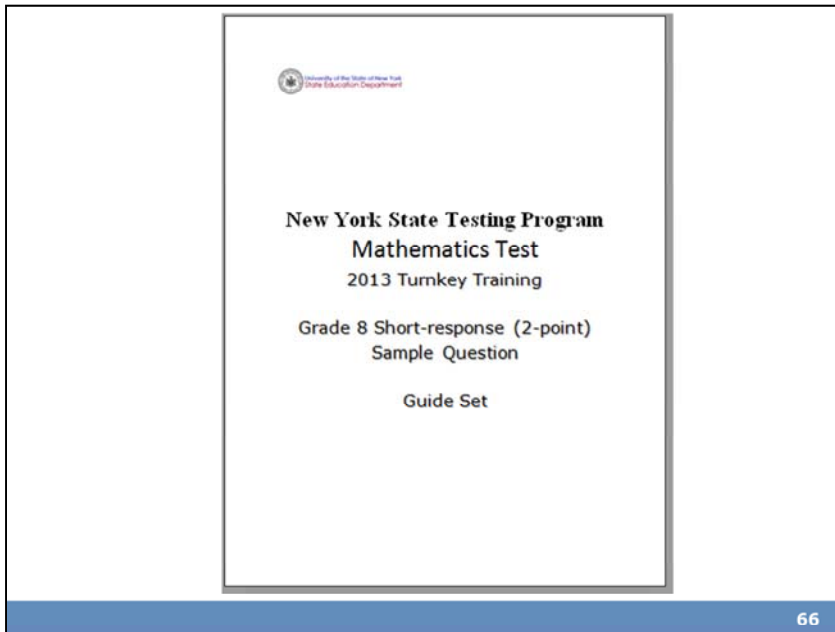 University of the State of New York
State Education Department
New York State Testing Program
Mathematics Test
2013 Turnkey Training
Grade 8 Short-response (2-point)
Sample Question
Guide Set
66